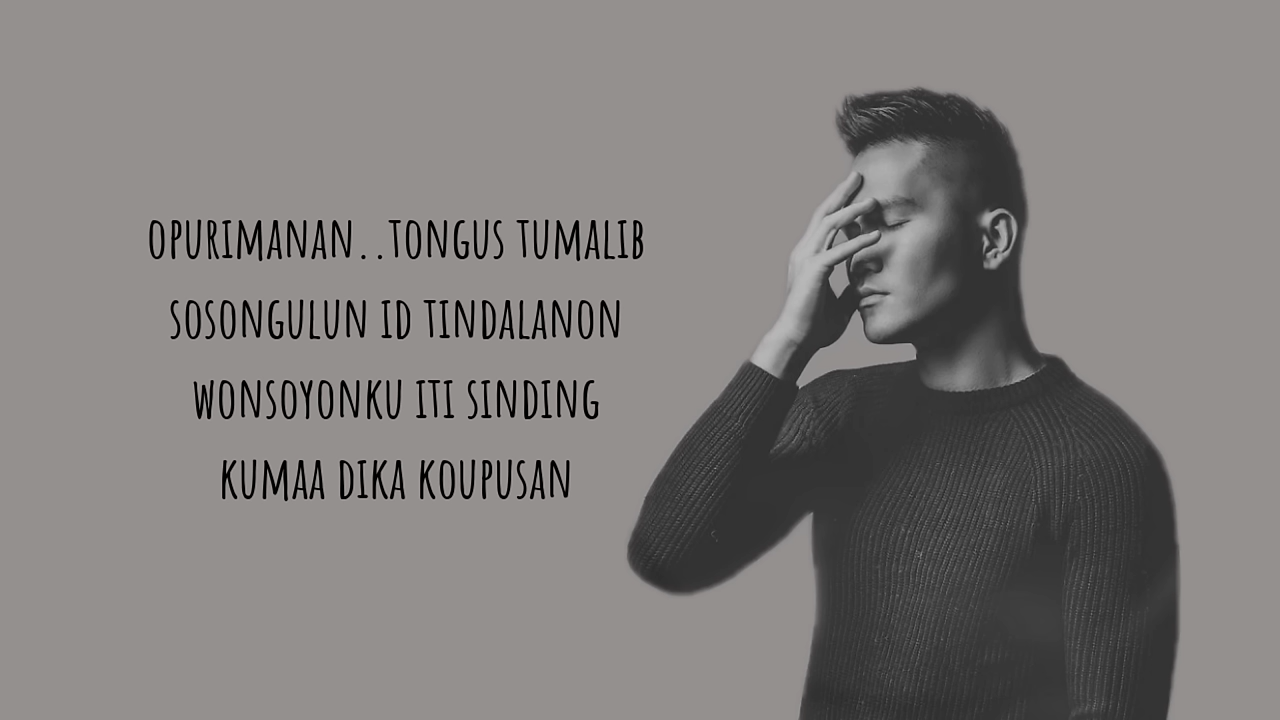 OPURIMANAN..TONGUS TUMALIB
SOSONGULUN ID TINDALANON
WONSOYONKU ITI SINDING
KUMAA DIKA KOUPUSAN